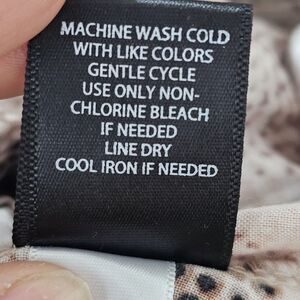 MACHINE WASH COLD
WITH LIKE COLORS
GENTLE CYCLE
USE ONLY NON-
CHLORINE BLEACH
IF NEEDED
LINE DRY
COOL IRON IF NEEDED